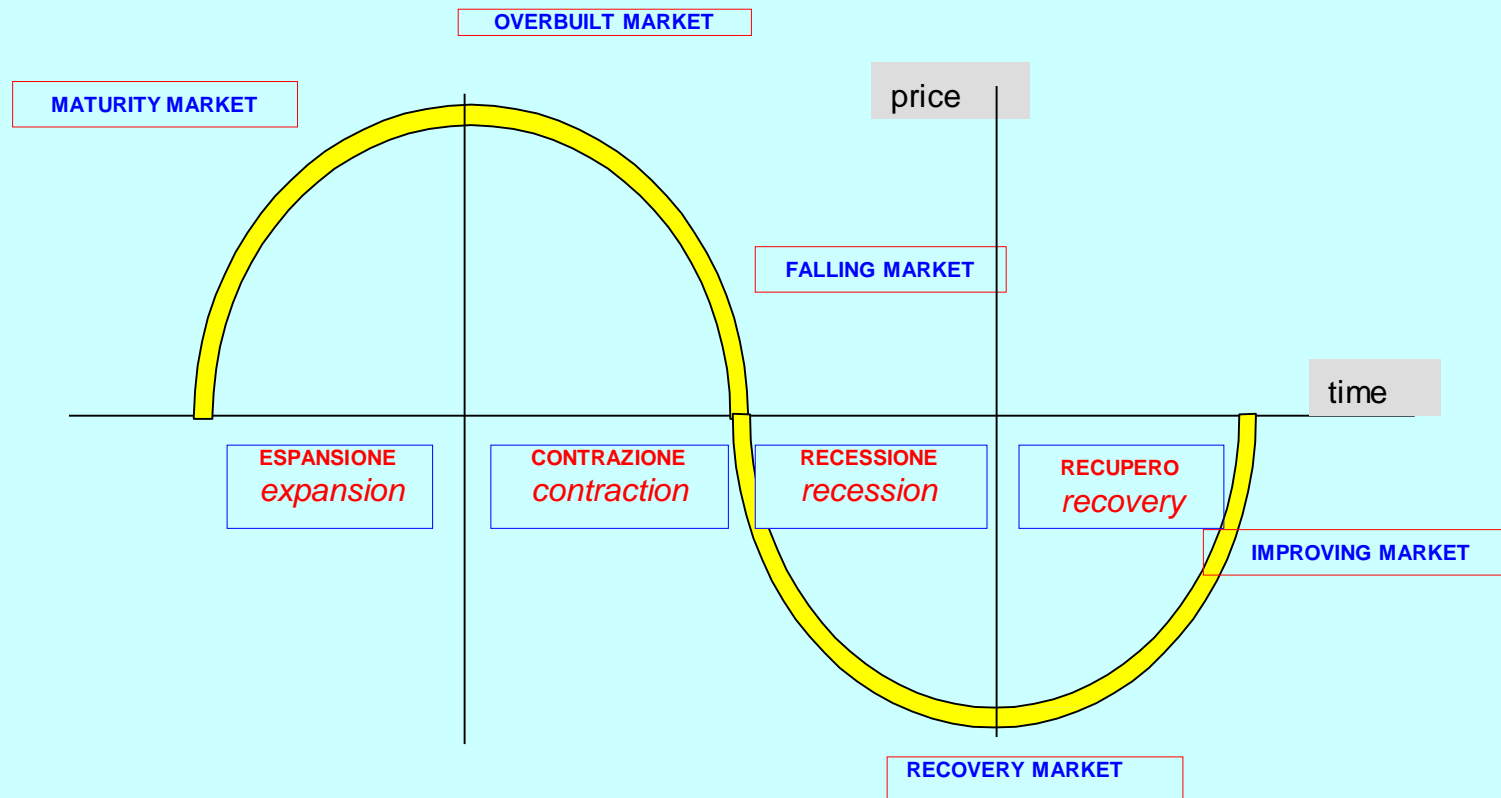 OVERBUILT MARKET
MATURITY MARKET
price
FALLING MARKET
time
ESPANSIONE
expansion
CONTRAZIONE
contraction
RECESSIONE
recession
RECUPERO
recovery
IMPROVING MARKET
RECOVERY MARKET